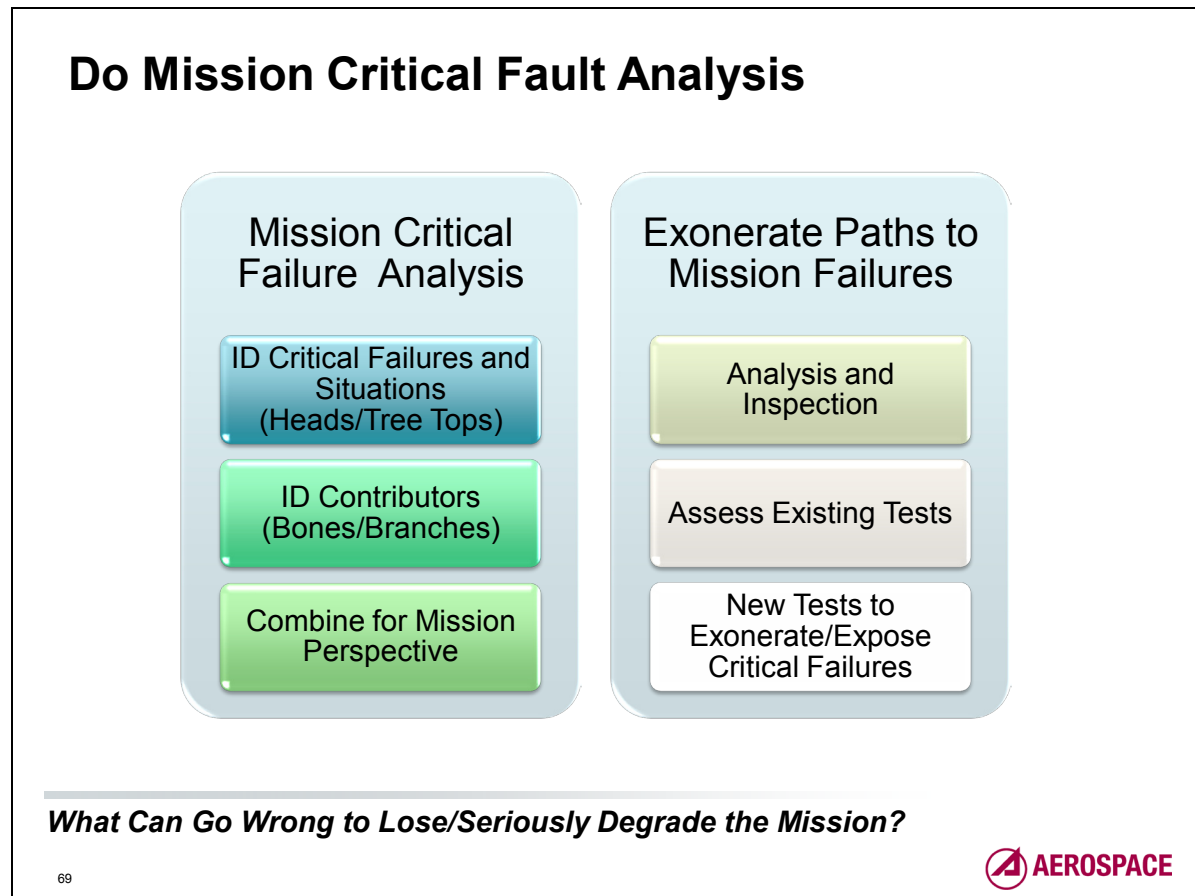 Do Mission Critical Fault Analysis
Mission Critical
Failure Analysis
ID Critical Failures and
Situations
(Heads/Tree Tops)
ID Contributors
(Bones/Branches)
Combine for Mission
Perspective
Exonerate Paths to
Mission Failures
Analysis and
Inspection
Assess Existing Tests
New Tests to
Exonerate/Expose
Critical Failures
What Can Go Wrong to Lose/Seriously Degrade the Mission?
69
AEROSPACE